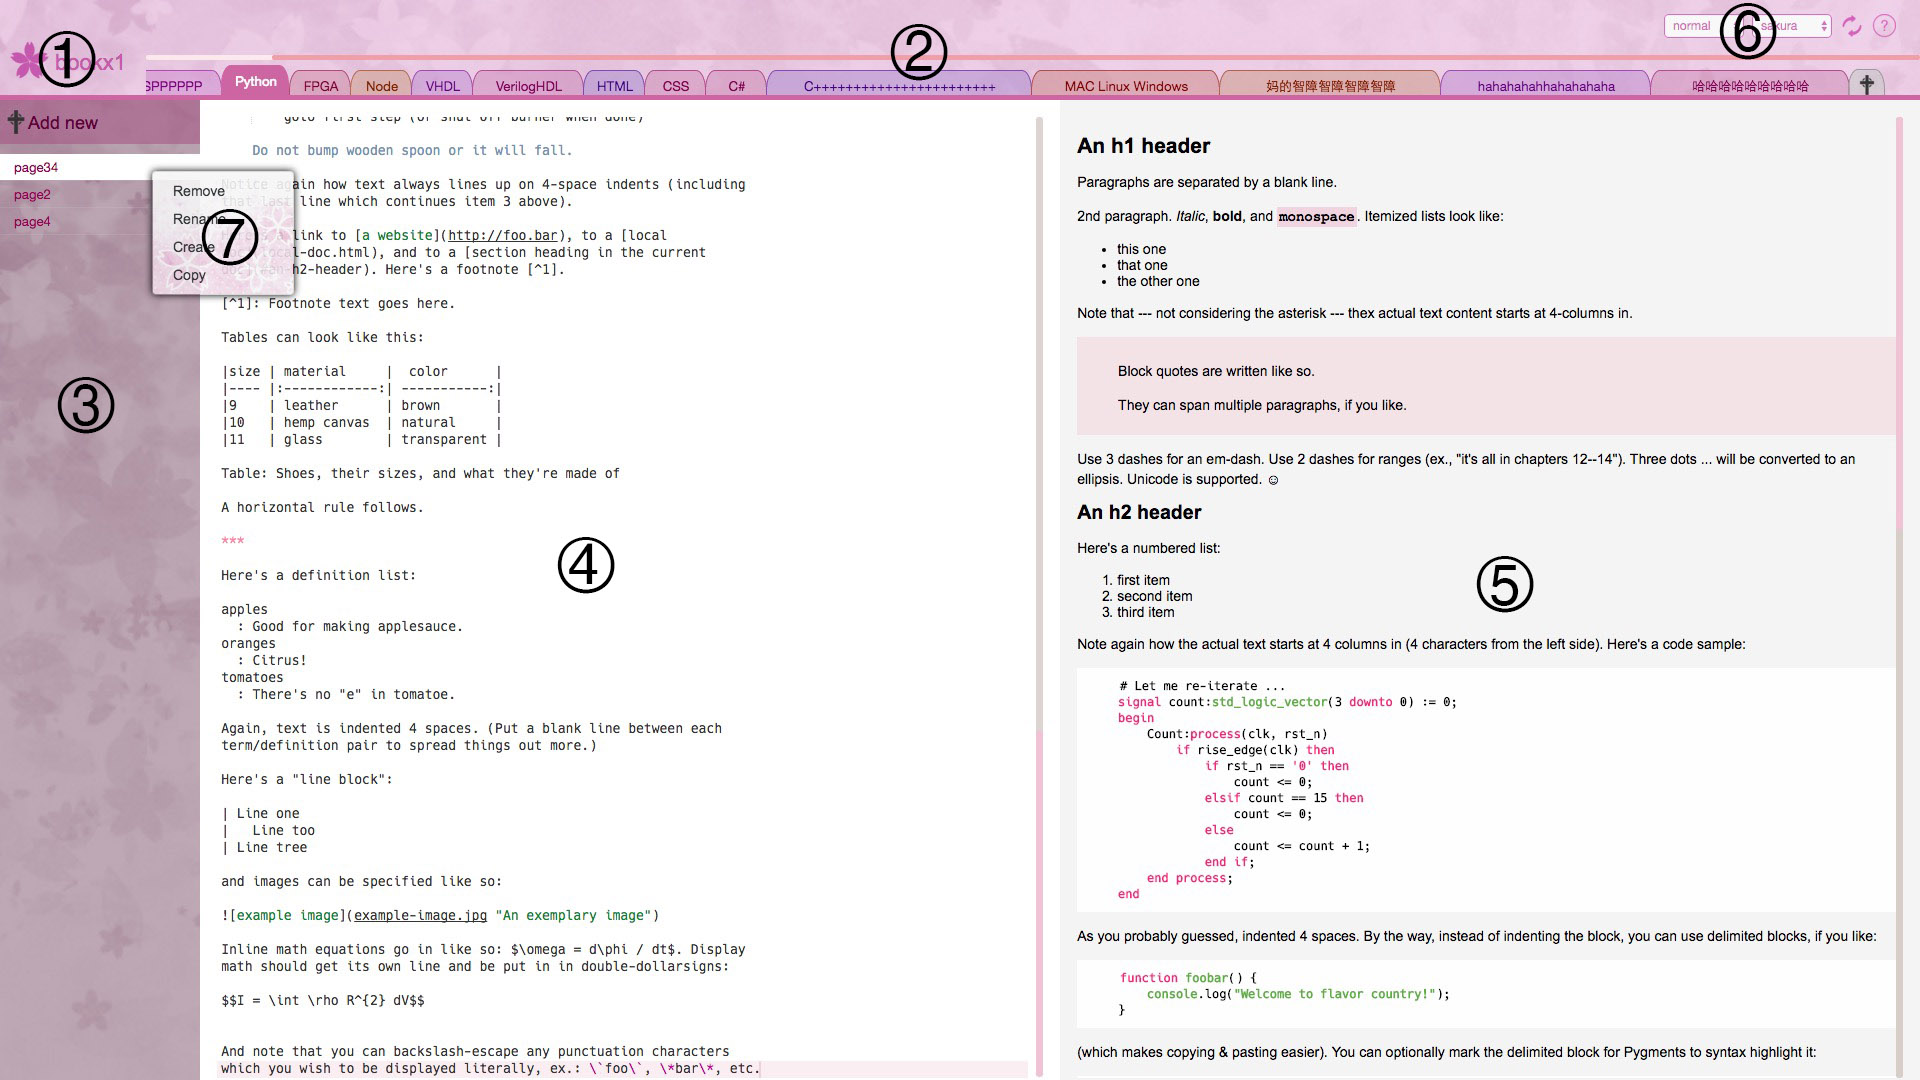 ① bookx1
②
normal
⑥ sakura
?
SPPPPPP
Python
FPGA
Node
VHDL
VerilogHDL
HTML
CSS
C#
C+++++++++++++++++++++++
MAC Linux Windows
妈的智障智障智障智障
hahahahahhahahahaha
哈哈哈哈哈哈哈哈哈
Add new
page34
page2
page4
③
Remove
Rename
Create
Copy
⑦
goto first step (or shut off burner when done)
Do not bump wooden spoon or it will fall.
Notice again how text always lines up on 4-space indents (including
that last line which continues item 3 above).
link to [a website](http://foo.bar), to a [local
doc](local-doc.html), and to a [section heading in the current
doc](#an-h2-header). Here's a footnote [^1].
[^1]: Footnote text goes here.
Tables can look like this:
|size | material     |  color      |
|---- |:------------:| -----------:|
|9    | leather      | brown       |
|10   | hemp canvas  | natural     |
|11   | glass        | transparent |
Table: Shoes, their sizes, and what they're made of
A horizontal rule follows.
***
Here's a definition list:
④
apples
  : Good for making applesauce.
oranges
  : Citrus!
tomatoes
  : There's no "e" in tomatoe.
Again, text is indented 4 spaces. (Put a blank line between each
term/definition pair to spread things out more.)
Here's a "line block":
| Line one
|   Line too
| Line tree
and images can be specified like so:
![example image](example-image.jpg "An exemplary image")
Inline math equations go in like so: $\omega = d\phi / dt$. Display
math should get its own line and be put in in double-dollarsigns:
$$I = \int \rho R^{2} dV$$
And note that you can backslash-escape any punctuation characters
which you wish to be displayed literally, ex.: \`foo\`, \*bar\*, etc.
An h1 header
Paragraphs are separated by a blank line.
2nd paragraph. Italic, bold, and monospace. Itemized lists look like:
• this one
• that one
• the other one
Note that --- not considering the asterisk --- thex actual text content starts at 4-columns in.
Block quotes are written like so.
They can span multiple paragraphs, if you like.
Use 3 dashes for an em-dash. Use 2 dashes for ranges (ex., "it's all in chapters 12--14"). Three dots ... will be converted to an
ellipsis. Unicode is supported. ☺
An h2 header
Here's a numbered list:
1. first item
2. second item
3. third item
⑤
Note again how the actual text starts at 4 columns in (4 characters from the left side). Here's a code sample:
# Let me re-iterate ...
signal count:std_logic_vector(3 downto 0) := 0;
begin
    Count:process(clk, rst_n)
        if rise_edge(clk) then
            if rst_n == '0' then
                count <= 0;
            elsif count == 15 then
                count <= 0;
            else
                count <= count + 1;
            end if;
    end process;
end
As you probably guessed, indented 4 spaces. By the way, instead of indenting the block, you can use delimited blocks, if you like:
function foobar() {
    console.log("Welcome to flavor country!");
}
(which makes copying & pasting easier). You can optionally mark the delimited block for Pygments to syntax highlight it: